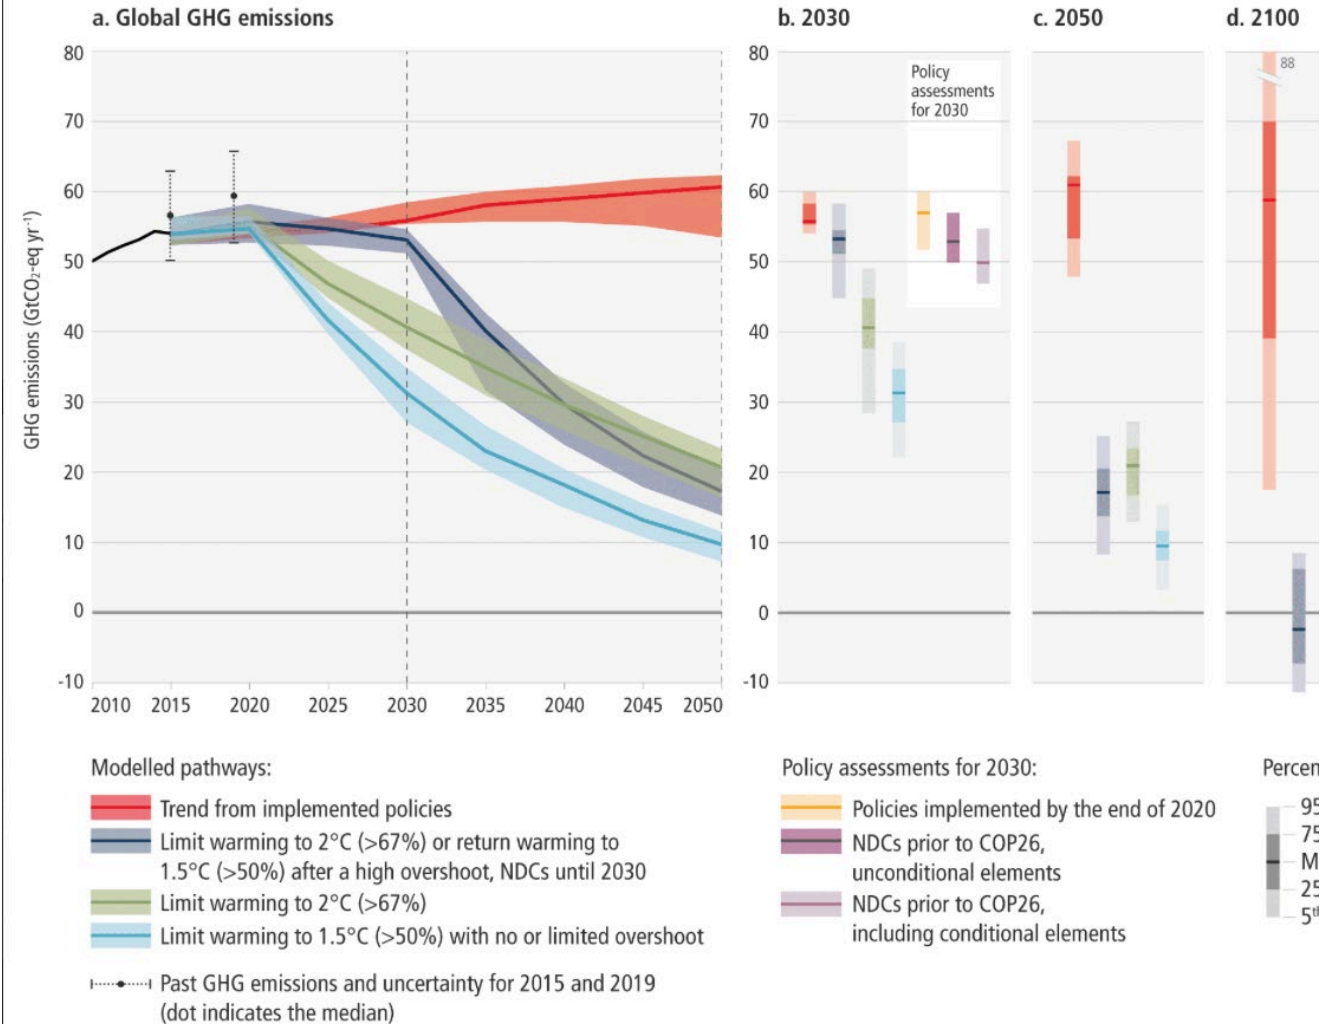 a. Global GHG emissions
b. 2030
c. 2050
d. 2100
GHG emissions (GtCO₂-eq yr⁻¹)
80
70
60
50
40
30
20
10
0
-10
2010 2015 2020 2025 2030 2035 2040 2045 2050
80
70
60
50
40
30
20
10
0
-10
Policy
assessments
for 2030
88
Modelled pathways:
Trend from implemented policies
Limit warming to 2°C (>67%) or return warming to
1.5°C (>50%) after a high overshoot, NDCs until 2030
Limit warming to 2°C (>67%)
Limit warming to 1.5°C (>50%) with no or limited overshoot
Past GHG emissions and uncertainty for 2015 and 2019
(dot indicates the median)
Policy assessments for 2030:
Policies implemented by the end of 2020
NDCs prior to COP26,
unconditional elements
NDCs prior to COP26,
including conditional elements
Percen
95
75
M
25
5th